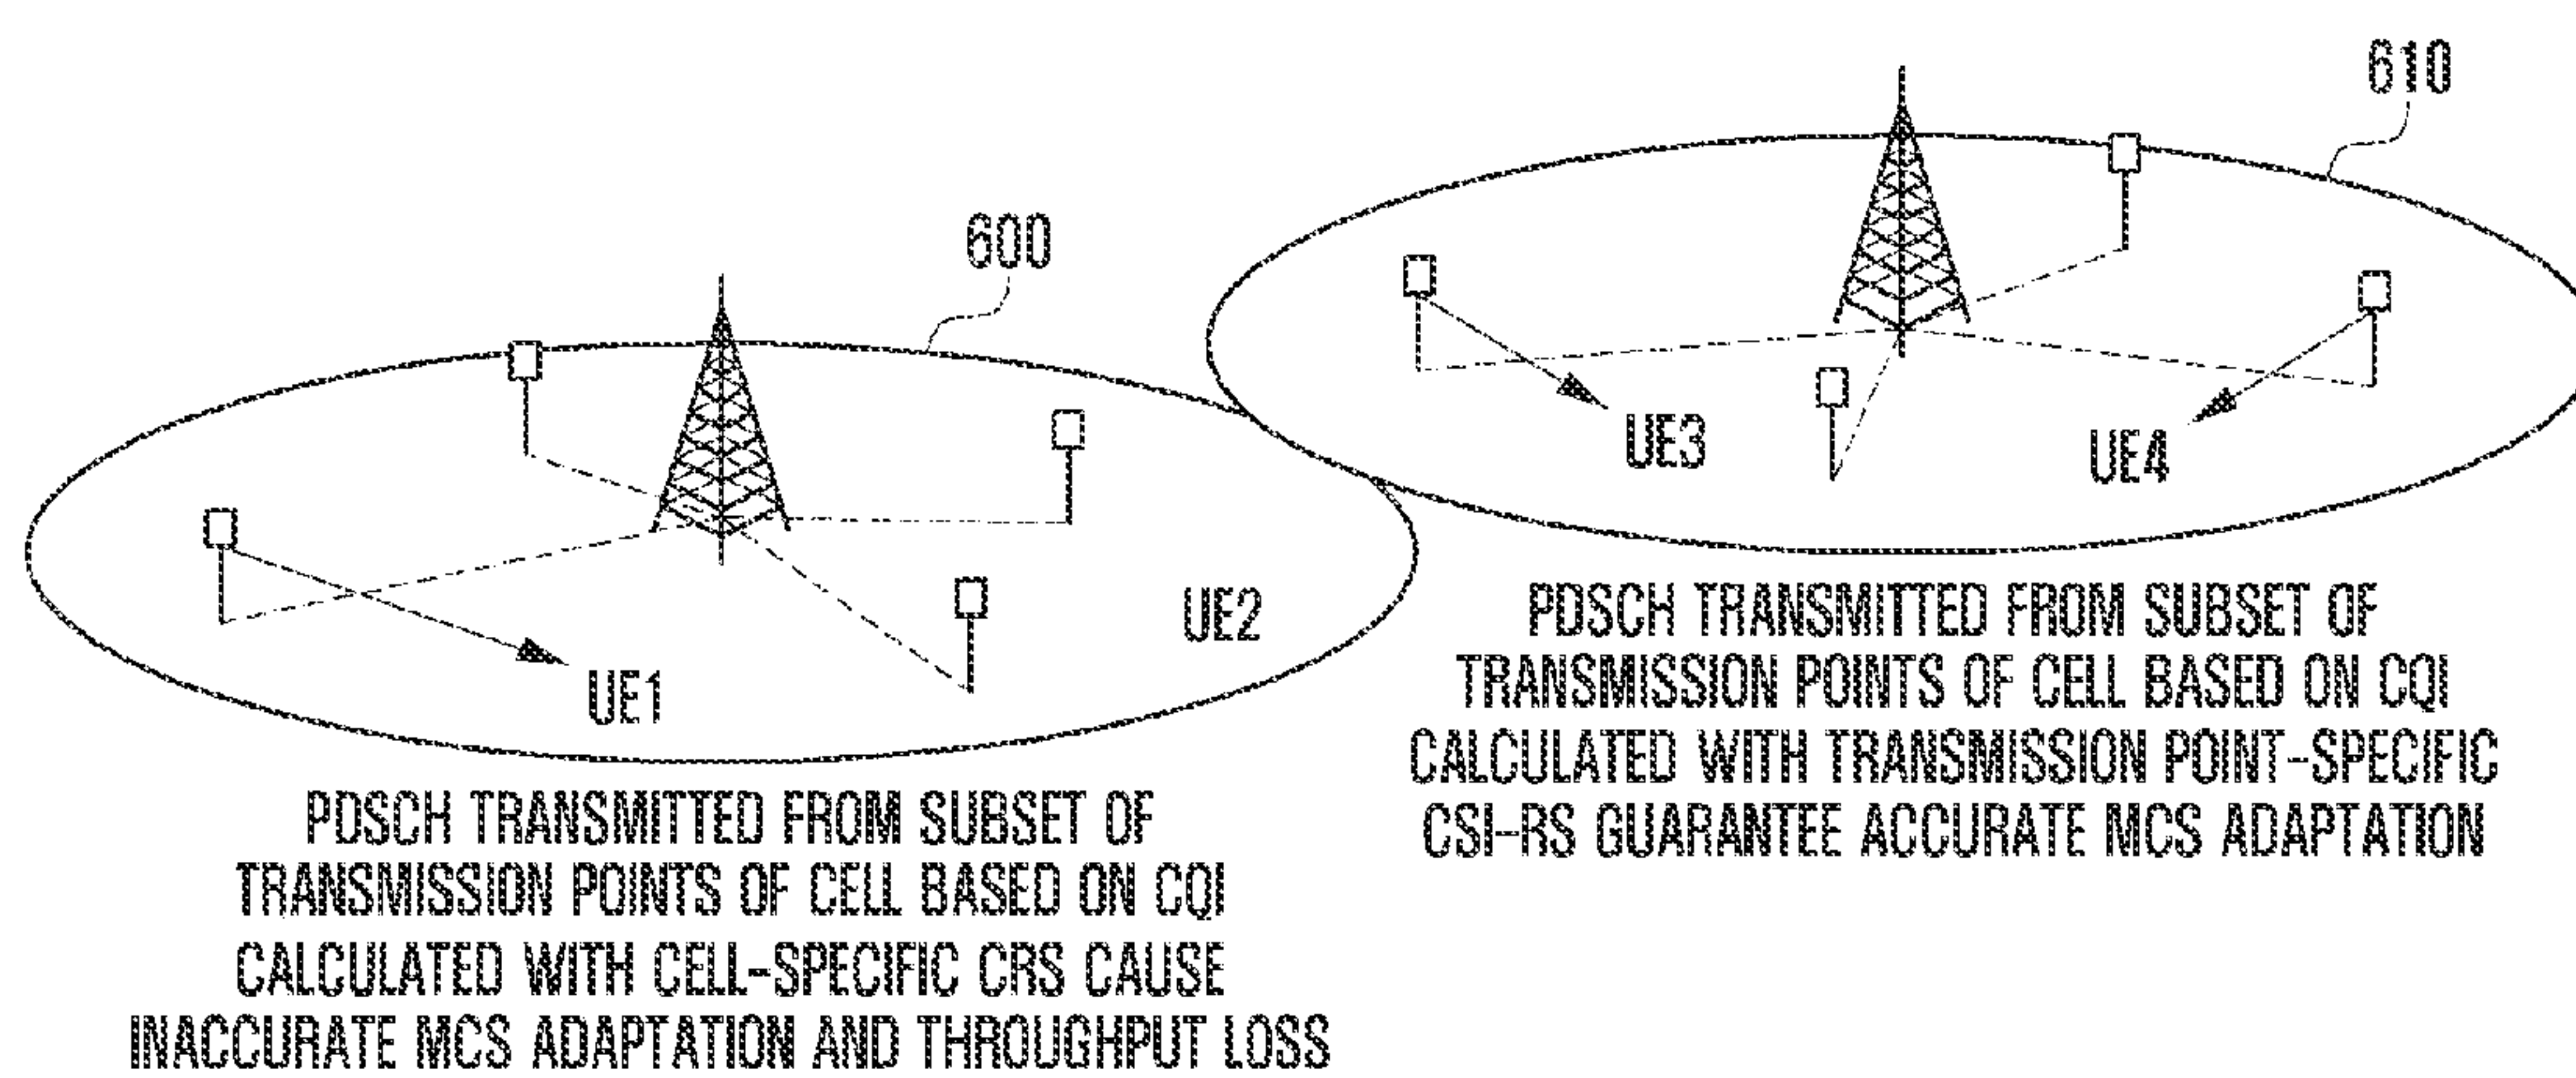 610
600
UE3
UE4
UE2
UE1
PDSCH TRANSMITTED FROM SUBSET OF
TRANSMISSION POINTS OF CELL BASED ON CQI
CALCULATED WITH TRANSMISSION POINT-SPECIFIC
CSI-RS GUARANTEE ACCURATE MCS ADAPTATION
PDSCH TRANSMITTED FROM SUBSET OF
TRANSMISSION POINTS OF CELL BASED ON CQI
CALCULATED WITH CELL-SPECIFIC CRS CAUSE
INACCURATE MCS ADAPTATION AND THROUGHPUT LOSS